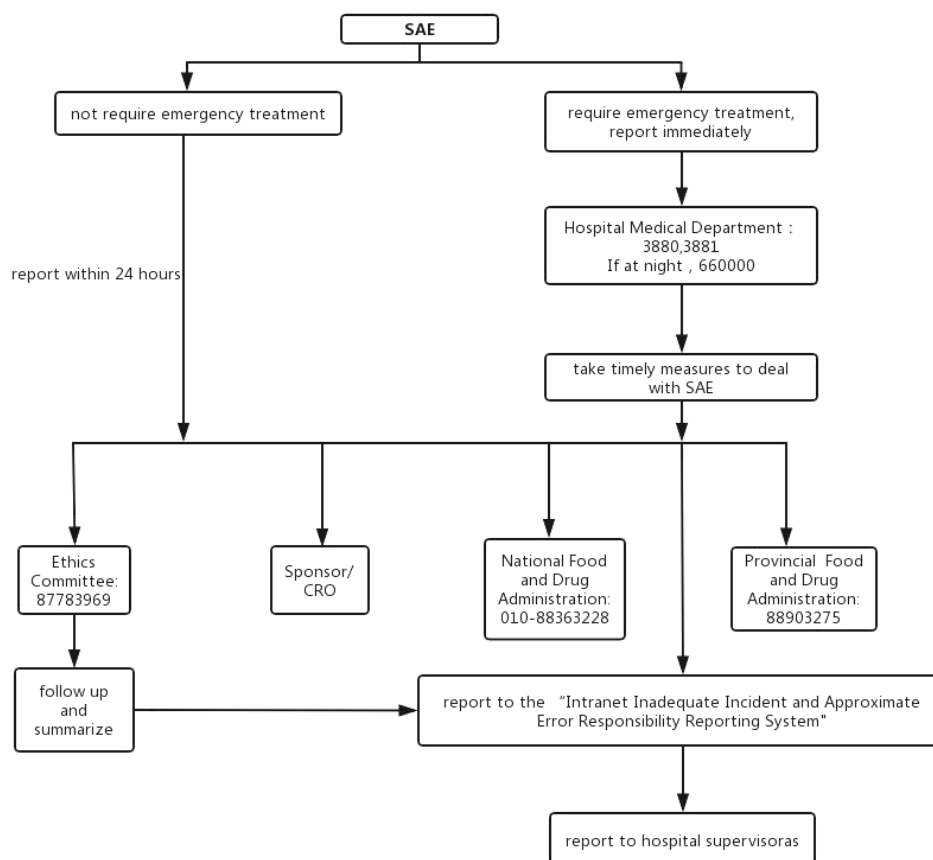 SAE
not require emergency treatment
require emergency treatment,
report immediately
Hospital Medical Department :
3880,3881
If at night , 660000
report within 24 hours
take timely measures to deal
with SAE
Ethics
Committee:
87783969
Sponsor/
CRO
National Food
and Drug
Administration:
010-88363228
Provincial Food
and Drug
Administration:
88903275
follow up
and
summarize
report to the “Intranet Inadequate Incident and Approximate
Error Responsibility Reporting System"
report to hospital supervisoras